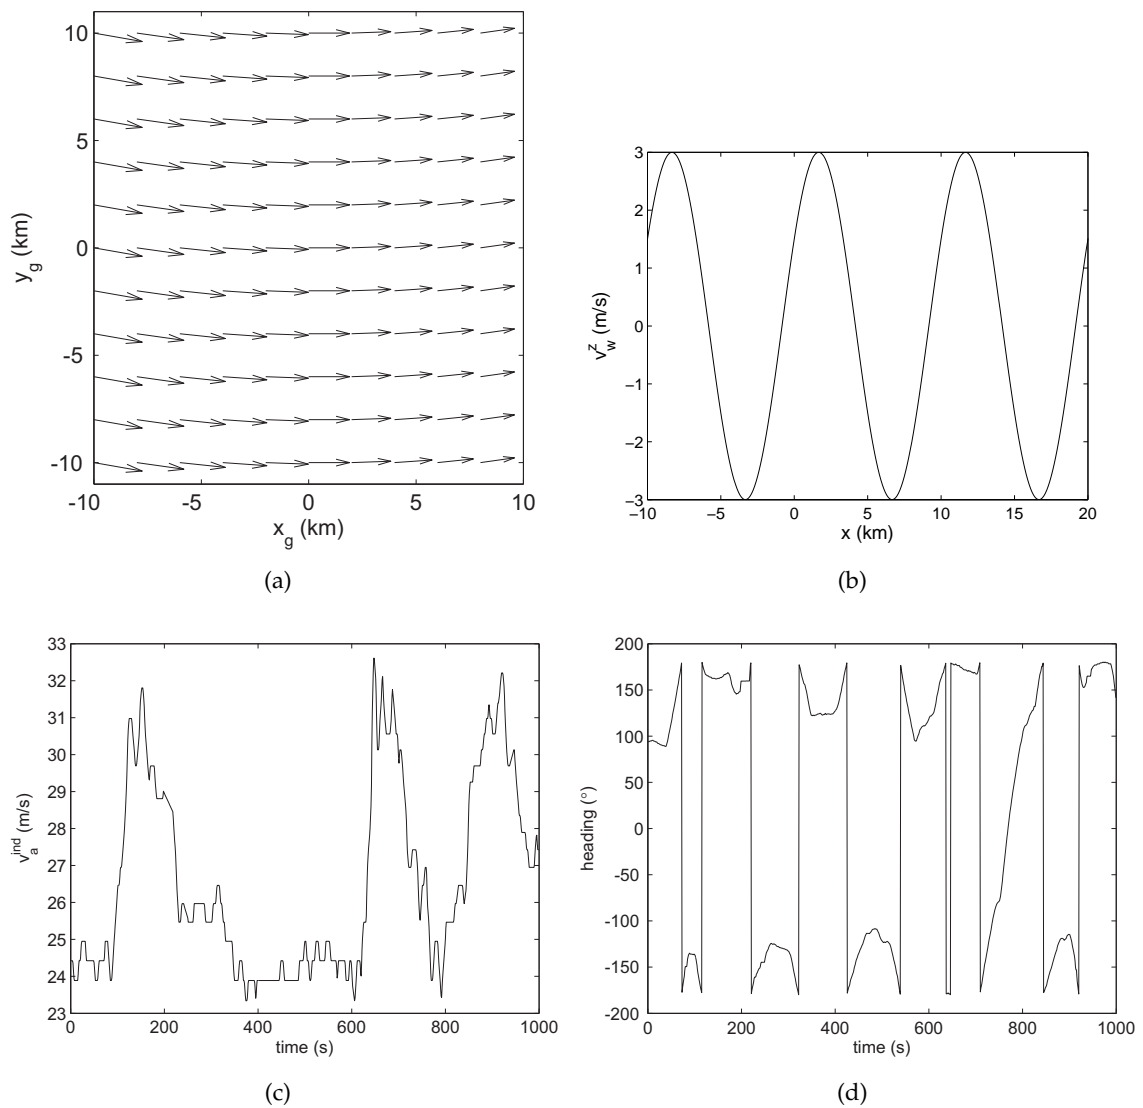 10
5
0
-5
-10
y_g (km)
-10 -5 0 5 10
x_g (km)
(a)
3
2
1
0
−1
−2
−3
v_w^z (m/s)
−10 −5 0 5 10 15 20
x (km)
(b)
33
32
31
30
29
28
27
26
25
24
23
v_a^ind (m/s)
0 200 400 600 800 1000
time (s)
(c)
200
150
100
50
0
-50
-100
-150
-200
heading (°)
0 200 400 600 800 1000
time (s)
(d)